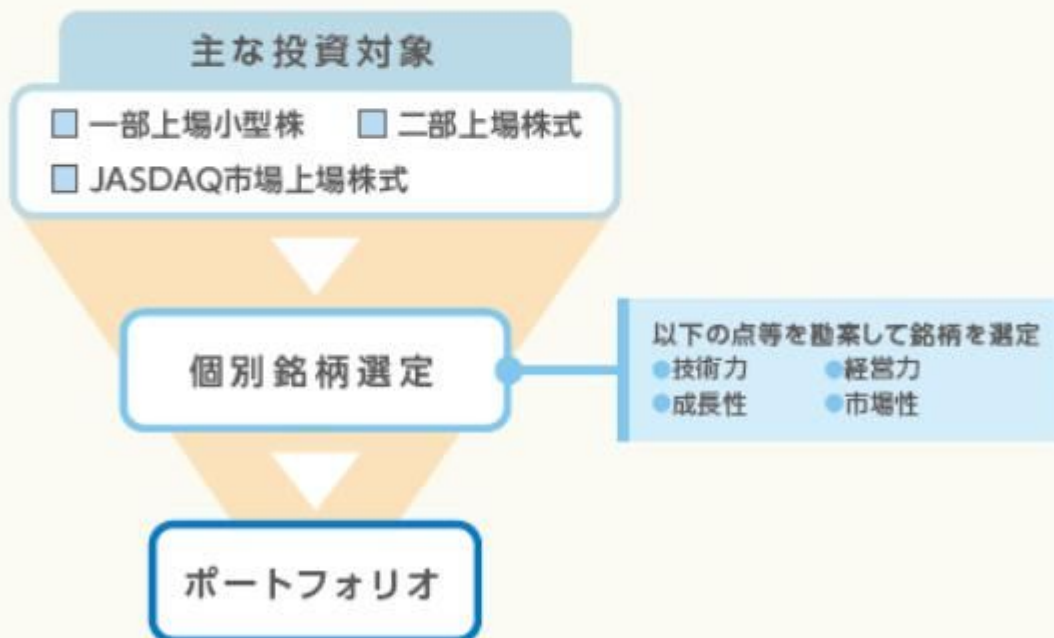 主な投資対象
一部上場小型株 二部上場株式
JASDAQ市場上場株式
個別銘柄選定
以下の点等を勘案して銘柄を選定
●技術力 ●経営力
●成長性 ●市場性
ポートフォリオ